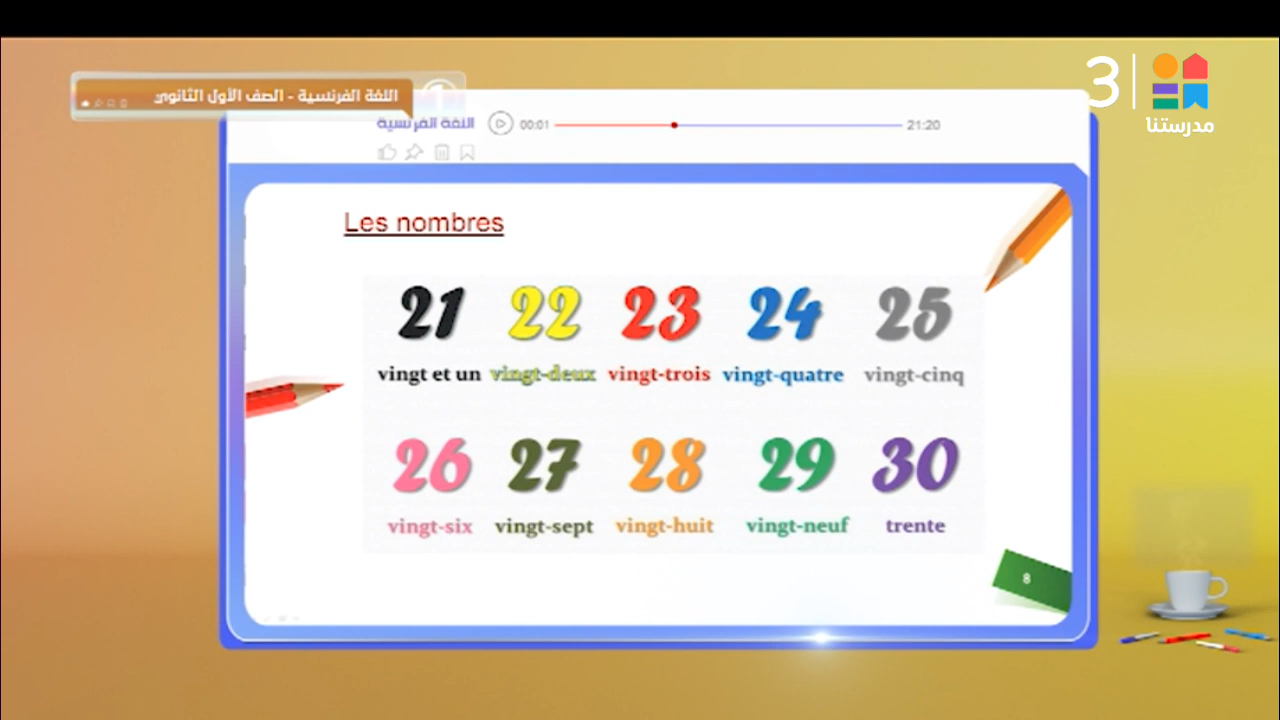 3
مدرستنا
اللغة الفرنسية - الصف الأول الثانوي
1
اللغة الفرنسية
00:01
21:20
Les nombres
21 22 23 24 25
vingt et un vingt-deux vingt-trois vingt-quatre vingt-cinq
26 27 28 29 30
vingt-six vingt-sept vingt-huit vingt-neuf trente
8